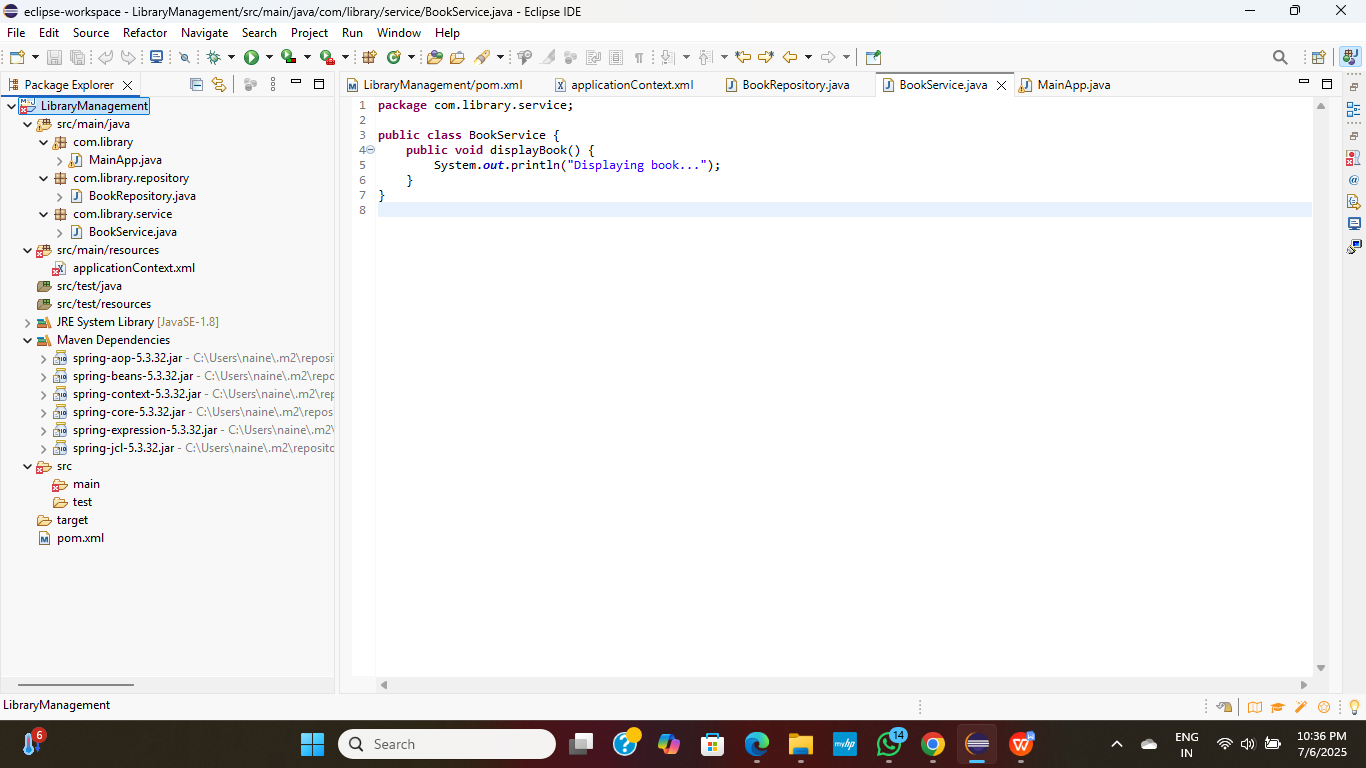 eclipse-workspace - LibraryManagement/src/main/java/com/library/service/BookService.java - Eclipse IDE
File Edit Source Refactor Navigate Search Project Run Window Help
Package Explorer
LibraryManagement/pom.xml applicationContext.xml BookRepository.java BookService.java MainApp.java
LibraryManagement
src/main/java
com.library
MainApp.java
com.library.repository
BookRepository.java
com.library.service
BookService.java
src/main/resources
applicationContext.xml
src/test/java
src/test/resources
JRE System Library [JavaSE-1.8]
Maven Dependencies
spring-aop-5.3.32.jar - C:\Users\naine\.m2\reposi
spring-beans-5.3.32.jar - C:\Users\naine\.m2\repo
spring-context-5.3.32.jar - C:\Users\naine\.m2\rep
spring-core-5.3.32.jar - C:\Users\naine\.m2\repos
spring-expression-5.3.32.jar - C:\Users\naine\.m2\
spring-jcl-5.3.32.jar - C:\Users\naine\.m2\reposito
src
main
test
target
pom.xml
1 package com.library.service;
2
3 public class BookService {
4 public void displayBook() {
5 System.out.println("Displaying book...");
6 }
7 }
8
LibraryManagement
6
Search
mvhp
14
W
ENG
IN
10:36 PM
7/6/2025